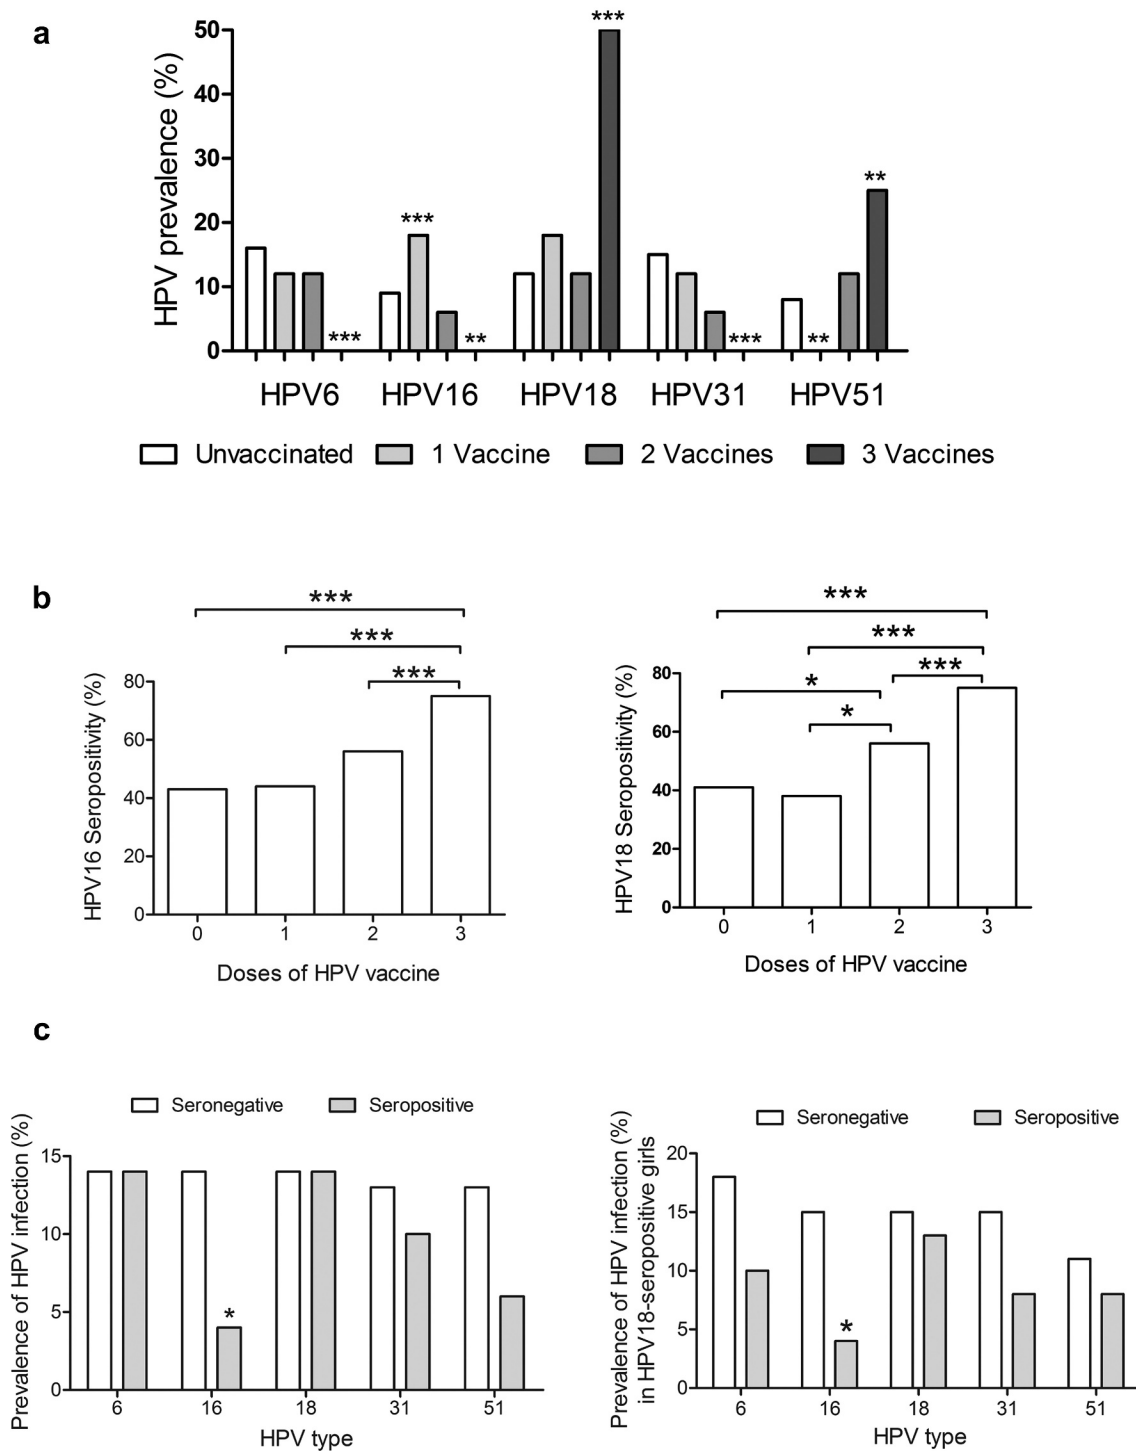 a
HPV prevalence (%)
50
40
30
20
10
0
***
***
**
***
***
**
**
HPV6 HPV16 HPV18 HPV31 HPV51
Unvaccinated 1 Vaccine 2 Vaccines 3 Vaccines
b
***
***
***
HPV16 Seropositivity (%)
80
60
40
20
0
0 1 2 3
Doses of HPV vaccine
***
***
***
*
*
HPV18 Seropositivity (%)
80
60
40
20
0
0 1 2 3
Doses of HPV vaccine
c
Seronegative Seropositive
Prevalence of HPV infection (%)
15
10
5
0
*
6 16 18 31 51
HPV type
Seronegative Seropositive
Prevalence of HPV infection (%)
in HPV18-seropositive girls
20
15
10
5
0
*
6 16 18 31 51
HPV type